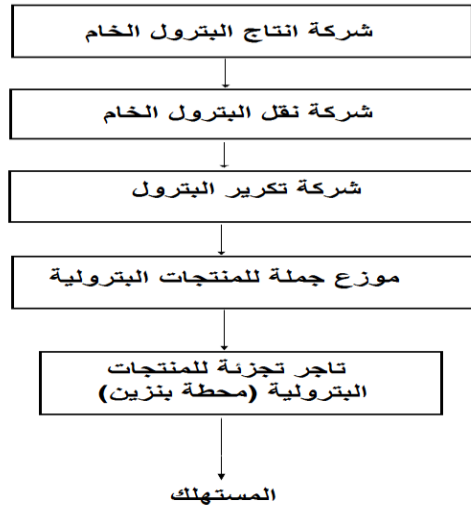 شركة انتاج البترول الخام
شركة نقل البترول الخام
شركة تكرير البترول
موزع جملة للمنتجات البترولية
تاجر تجزئة للمنتجات
البترولية (محطة بنزين)
المستهلك